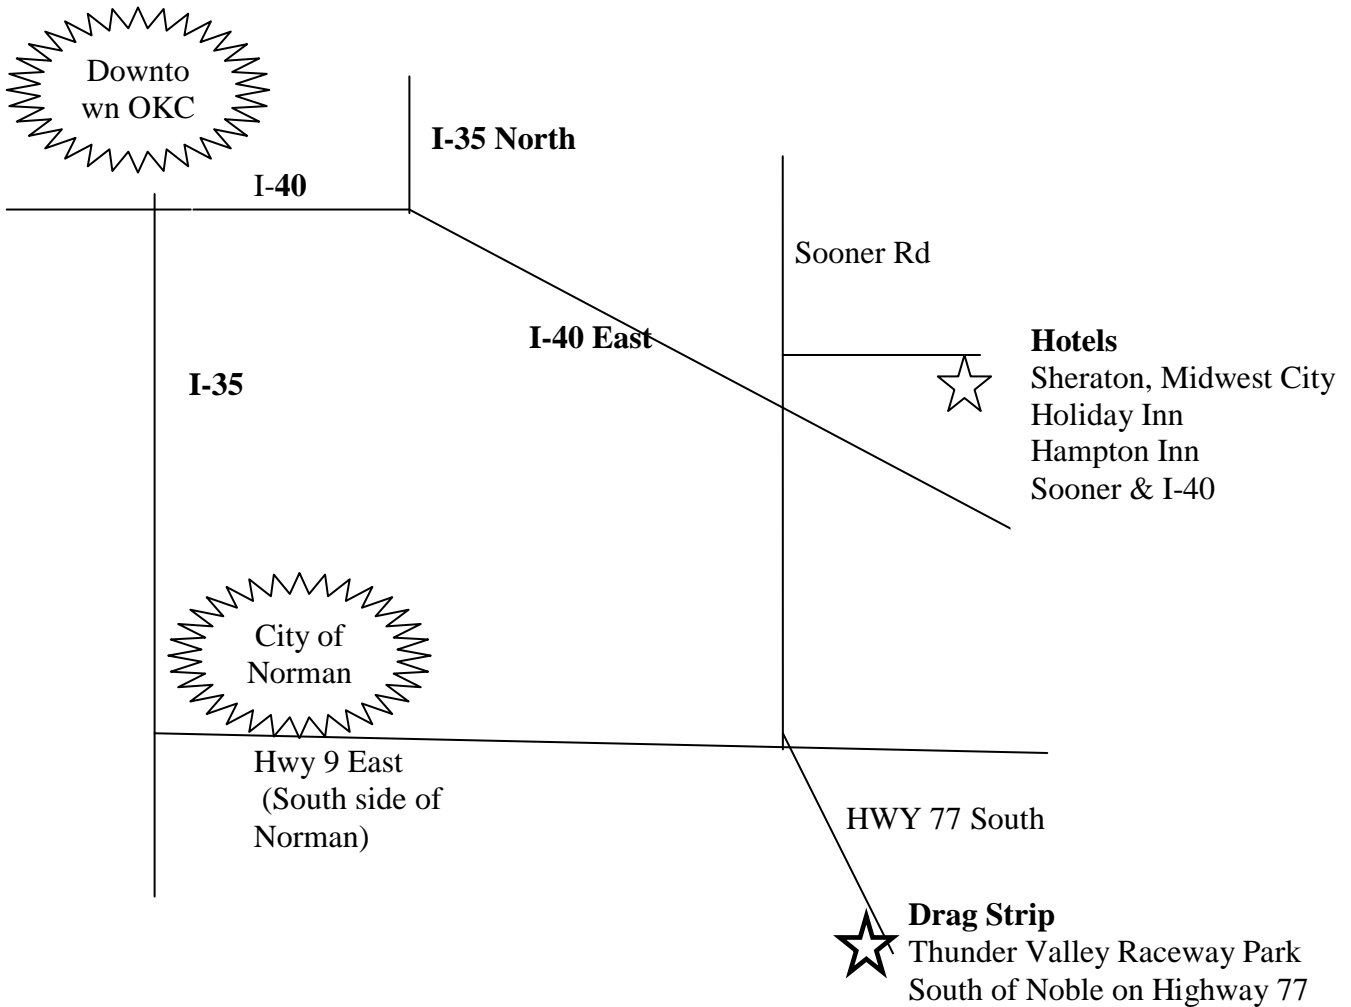 Downto
wn OKC
I-35 North
I-40
Sooner Rd
I-40 East
Hotels
Sheraton, Midwest City
Holiday Inn
Hampton Inn
Sooner & I-40
I-35
City of
Norman
Hwy 9 East
(South side of
Norman)
HWY 77 South
Drag Strip
Thunder Valley Raceway Park
South of Noble on Highway 77